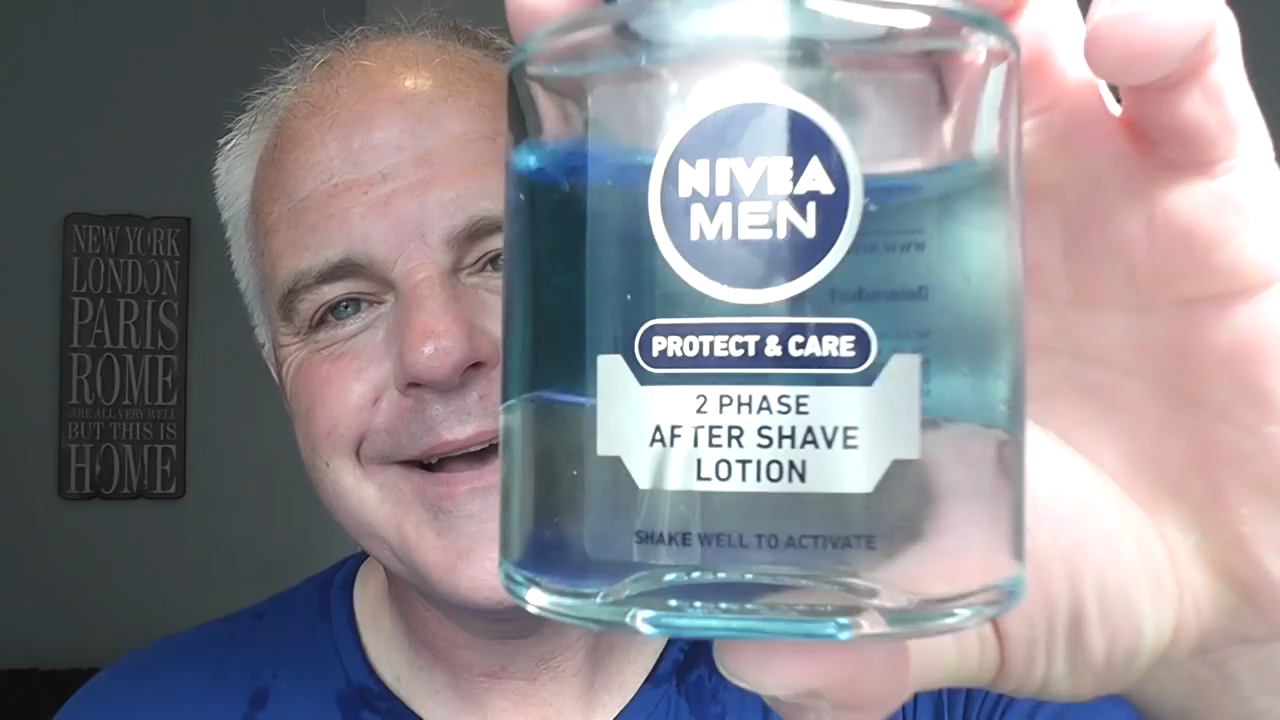 NEW YORK
LONDON
PARIS
ROME
ARE ALL VERY WELL
BUT THIS IS
HOME
NIVEA
MEN
PROTECT & CARE
2 PHASE
AFTER SHAVE
LOTION
SHAKE WELL TO ACTIVATE
Beiersdorf